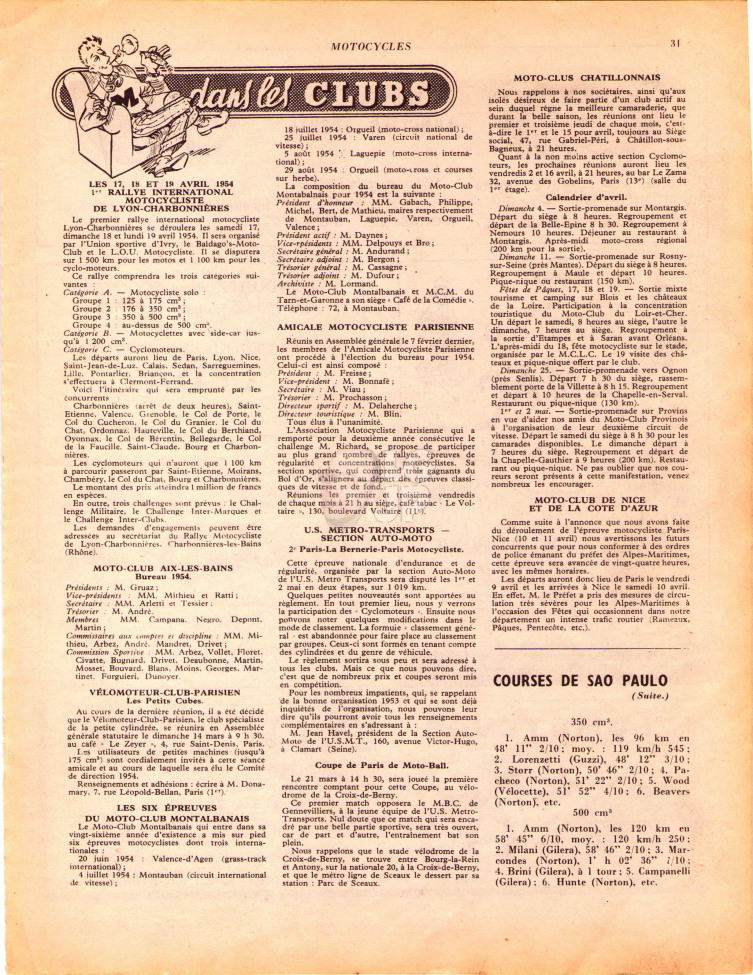 MOTOCYCLES
31
dans les CLUBS
M
LES 17, 18 ET 19 AVRIL 1954
1er RALLYE INTERNATIONAL
MOTOCYCLISTE
DE LYON-CHARBONNIÈRES
Le premier rallye international motocycliste
Lyon-Charbonnières se déroulera les samedi 17,
dimanche 18 et lundi 19 avril 1954. Il sera organisé
par l'Union sportive d'Ivry, le Baidago's-Moto-
Club et le L.O.U. Motocycliste. Il se disputera
sur 1 500 km pour les motos et 1 100 km pour les
cyclo-moteurs.
Ce rallye comprendra les trois catégories sui-
vantes :
Catégorie A. — Motocycliste solo :
Groupe 1 : 125 à 175 cm³ ;
Groupe 2 : 176 à 350 cm³ ;
Groupe 3 : 350 à 500 cm³ ;
Groupe 4 : au-dessus de 500 cm³.
Catégorie B. — Motocyclettes avec side-car jus-
qu'à 1 200 cm³.
Catégorie C. — Cyclomoteurs.
Les départs auront lieu de Paris, Lyon, Nice,
Saint-Jean-de-Luz, Calais, Sedan, Sarreguemines,
Lille, Pontarlier, Briançon, et la concentration
s'effectuera à Clermont-Ferrand.
Voici l'itinéraire qui sera emprunté par les
concurrents :
Charbonnières (arrêt de deux heures), Saint-
Etienne, Valence, Grenoble, le Col de Porte, le
Col du Cucheron, le Col du Granier, le Col du
Chat, Ordonnaz, Hauteville, le Col du Berthiand,
Oyonnax, le Col de Bérentin, Bellegarde, le Col
de la Faucille, Saint-Claude, Bourg et Charbon-
nières.
Les cyclomoteurs qui n'auront que 1 100 km
à parcourir passeront par Saint-Etienne, Moirans,
Chambéry, le Col du Chat, Bourg et Charbonnières.
Le montant des prix atteindra 1 million de francs
en espèces.
En outre, trois challenges sont prévus : le Chal-
lenge Militaire, le Challenge Inter-Marques et
le Challenge Inter-Clubs.
Les demandes d'engagements peuvent être
adressées au secrétariat du Rallye Motocycliste
de Lyon-Charbonnières, Charbonnières-les-Bains
(Rhône).
MOTO-CLUB AIX-LES-BAINS
Bureau 1954.
Présidents : M. Gruaz ;
Vice-présidents : MM. Mithieu et Ratti ;
Secrétaire : MM. Arletti et Tessier ;
Trésorier : M. André.
Membres MM. Campana, Negro, Depont,
Martin ;
Commissaires aux comptes et discipline : MM. Mi-
thieu, Arbez, André, Mandret, Drivet ;
Commission Sportive : MM. Arbez, Vollet, Floret,
Civatte, Bugnard, Drivet, Deaubonne, Martin,
Mosset, Bouvard, Blans, Moins, Georges, Mar-
tinet, Forguieri, Dunoyer.
VÉLOMOTEUR-CLUB-PARISIEN
Les Petits Cubes.
Au cours de la dernière réunion, il a été décidé
que le Vélomoteur-Club-Parisien, le club spécialiste
de la petite cylindrée, se réunira en Assemblée
générale statutaire le dimanche 14 mars à 9 h 30,
au café « Le Zeyer », 4, rue Saint-Denis, Paris.
Les utilisateurs de petites machines (jusqu'à
175 cm³) sont cordialement invités à cette séance
amicale et au cours de laquelle sera élu le Comité
de direction 1954.
Renseignements et adhésions : écrire à M. Dona-
mary, 7, rue Léopold-Bellan, Paris (1er).
LES SIX ÉPREUVES
DU MOTO-CLUB MONTALBANAIS
Le Moto-Club Montalbanais qui entre dans sa
vingt-sixième année d'existence a mis sur pied
six épreuves motocyclistes dont trois interna-
tionales :
20 juin 1954 : Valence-d'Agen (grass-track
international) ;
4 juillet 1954 : Montauban (circuit international
de vitesse) ;
18 juillet 1954 : Orgueil (moto-cross national) ;
25 juillet 1954 : Varen (circuit national de
vitesse) ;
5 août 1954 : Laguepie (moto-cross interna-
tional) ;
29 août 1954 : Orgueil (moto-cross et courses
sur herbe).
La composition du bureau du Moto-Club
Montabalnais pour 1954 est la suivante :
Président d'honneur : MM. Gabach, Philippe,
Michel, Bert, de Mathieu, maires respectivement
de Montauban, Laguepie, Varen, Orgueil,
Valence ;
Président actif : M. Daynes ;
Vice-rpésidents : MM. Delpouys et Bro ;
Secrétaire général : M. Andurand ;
Secrétaire adjoint : M. Bergon ;
Trésorier général : M. Cassagne ;
Trésorier adjoint : M. Dufour ;
Archiviste : M. Lormand.
Le Moto-Club Montalbanais et M.C.M. du
Tarn-et-Garonne a son siège « Café de la Comédie ».
Téléphone : 72, à Montauban.
AMICALE MOTOCYCLISTE PARISIENNE
Réunis en Assemblée générale le 7 février dernier,
les membres de l'Amicale Motocycliste Parisienne
ont procédé à l'élection du bureau pour 1954.
Celui-ci est ainsi composé :
Président : M. Freisse ;
Vice-président : M. Bonnafé ;
Secrétaire : M. Viau ;
Trésorier : M. Prochasson ;
Directeur sportif : M. Delaherche ;
Directeur touristique : M. Blin.
Tous élus à l'unanimité.
L'Association Motocycliste Parisienne qui a
remporté pour la deuxième année consécutive le
challenge M. Richard, se propose de participer
au plus grand nombre de rallyes, épreuves de
régularité et concentrations motocyclistes. Sa
section sportive, qui comprend trois gagnants du
Bol d'Or, s'alignera au départ des épreuves classi-
ques de vitesse et de fond.
Réunions les premier et troisième vendredis
de chaque mois à 21 h au siège, café tabac « Le Vol-
taire », 130, boulevard Voltaire (11e).
U.S. METRO-TRANSPORTS —
SECTION AUTO-MOTO
2e Paris-La Bernerie-Paris Motocycliste.
Cette épreuve nationale d'endurance et de
régularité, organisée par la section Auto-Moto
de l'U.S. Metro Transports sera disputé les 1er et
2 mai en deux étapes, sur 1 019 km.
Quelques petites nouveautés sont apportées au
règlement. En tout premier lieu, nous y verrons
la participation des « Cyclomoteurs ». Ensuite nous
pouvons noter quelques modifications dans le
mode de classement. La formule « classement géné-
ral » est abandonnée pour faire place au classement
par groupes. Ceux-ci sont formés en tenant compte
des cylindrées et du genre de véhicule.
Le règlement sortira sous peu et sera adressé à
tous les clubs. Mais ce que nous pouvons dire,
c'est que de nombreux prix et coupes seront mis
en compétition.
Pour les nombreux impatients, qui, se rappelant
de la bonne organisation 1953 et qui se sont déjà
inquiétés de l'organisation, nous pouvons leur
dire qu'ils pourront avoir tous les renseignements
complémentaires en s'adressant à :
M. Jean Havel, président de la Section Auto-
Moto de l'U.S.M.T., 160, avenue Victor-Hugo,
à Clamart (Seine).
Coupe de Paris de Moto-Ball.
Le 21 mars à 14 h 30, sera joué la première
rencontre comptant pour cette Coupe, au vélo-
drome de la Croix-de-Berny.
Ce premier match opposera le M.B.C. de
Gennevilliers, à la jeune équipe de l'U.S. Metro-
Transports. Nul doute que ce match qui sera enca-
dré par une belle partie sportive, sera très ouvert,
car de part et d'autre, l'entraînement bat son
plein.
Nous rappelons que le stade vélodrome de la
Croix-de-Berny, se trouve entre Bourg-la-Rein
et Antony, sur la nationale 20, à la Croix-de-Berny,
et que le métro ligne de Sceaux le dessert par sa
station : Parc de Sceaux.
MOTO-CLUS CHATILLONNAIS
Nous rappelons à nos sociétaires, ainsi qu'aux
isolés désireux de faire partie d'un club actif au
sein duquel règne la meilleure camaraderie, que
durant la belle saison, les réunions ont lieu le
premier et troisième jeudi de chaque mois, c'est-
à-dire le 1er et le 15 pour avril, toujours au Siège
social, 47, rue Gabriel-Péri, à Châtillon-sous-
Bagneux, à 21 heures.
Quant à la non moins active section Cyclomo-
teurs, les prochaines réunions auront lieu les
vendredis 2 et 16 avril, à 21 heures, au bar Le Zama
32, avenue des Gobelins, Paris (13e) (salle du
1er étage).
Calendrier d'avril.
Dimanche 4. — Sortie-promenade sur Montargis.
Départ du siège à 8 heures. Regroupement et
départ de la Belle-Epine 8 h 30. Regroupement à
Nemours 10 heures. Déjeuner au restaurant à
Montargis. Après-midi moto-cross régional
(200 km pour la sortie).
Dimanche 11. — Sortie-promenade sur Rosny-
sur-Seine (près Mantes). Départ du siège à 8 heures.
Regroupement à Maule et départ 10 heures.
Pique-nique ou restaurant (150 km).
Fêtes de Pâques, 17, 18 et 19. — Sortie mixte
tourisme et camping sur Blois et les châteaux
de la Loire. Participation à la concentration
touristique du Moto-Club du Loir-et-Cher.
Un départ le samedi, 8 heures au siège, l'autre le
dimanche, 7 heures au siège. Regroupement à
la sortie d'Etampes et à Saran avant Orléans.
L'après-midi du 18, fête motocycliste sur le stade,
organisée par le M.C.L.C. Le 19 visite des châ-
teaux et pique-nique offert par le club.
Dimanche 25. — Sortie-promenade vers Ognon
(près Senlis). Départ 7 h 30 du siège, rassem-
blement porte de la Villette à 8 h 15. Regroupement
et départ à 10 heures de la Chapelle-en-Serval.
Restaurant ou pique-nique (130 km).
1er et 2 mai. — Sortie-promenade sur Provins
en vue d'aider nos amis du Moto-Club Provinois
à l'organisation de leur deuxième circuit de
vitesse. Départ le samedi du siège à 8 h 30 pour les
camarades disponibles. Le dimanche départ à
7 heures du siège. Regroupement et départ de
la Chapelle-Gauthier à 9 heures (200 km). Restau-
rant ou pique-nique. Ne pas oublier que nos cou-
reurs seront présents à cette manifestation, venez
nombreux les encourager.
MOTO-CLUB DE NICE
ET DE LA COTE D'AZUR
Comme suite à l'annonce que nous avons faite
du déroulement de l'épreuve motocycliste Paris-
Nice (10 et 11 avril) nous avertissons les futurs
concurrents que pour nous conformer à des ordres
de police émanant du préfet des Alpes-Maritimes,
cette épreuve sera avancée de vingt-quatre heures,
avec les mêmes horaires.
Les départs auront donc lieu de Paris le vendredi
9 avril et les arrivées à Nice le samedi 10 avril.
En effet, M. le Préfet a pris des mesures de circu-
lation très sévères pour les Alpes-Maritimes à
l'occasion des Fêtes qui occasionnent dans notre
département un intense trafic routier (Rameaux,
Pâques, Pentecôte, etc.).
COURSES DE SAO PAULO
(Suite.)
350 cm³.
1. Amm (Norton), les 96 km en
48' 11" 2/10 ; moy. : 119 km/h 545 ;
2. Lorenzetti (Guzzi), 48' 12" 3/10 ;
3. Storr (Norton), 50' 46" 2/10 ; 4. Pa-
checo (Norton), 51' 22" 2/10 ; 5. Wood
(Vélocette), 51' 52" 4/10 ; 6. Beavers
(Norton), etc.
500 cm³
1. Amm (Norton), les 120 km en
58' 45" 6/10, moy. : 120 km/h 250 ;
2. Milani (Gilera), 58' 46" 2/10 ; 3. Mar-
condes (Norton), 1' h 02' 36" 7/10 ;
4. Brini (Gilera), à 1 tour ; 5. Campanelli
(Gilera) ; 6. Hunte (Norton), etc.